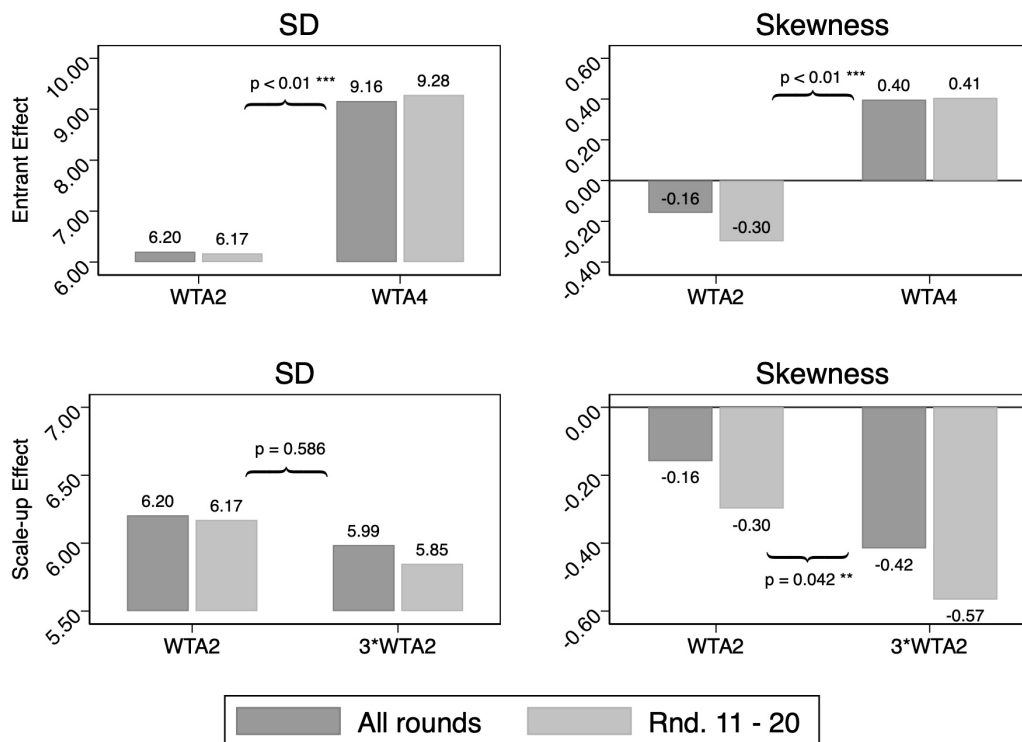 SD
Entrant Effect
10.00
9.00
8.00
7.00
6.00
6.20
6.17
p < 0.01 ***
9.16
9.28
WTA2
WTA4
Skewness
0.60
0.40
0.20
0.00
-0.20
-0.40
-0.16
-0.30
p < 0.01 ***
0.40
0.41
WTA2
WTA4
SD
Scale-up Effect
7.00
6.50
6.00
5.50
6.20
6.17
p = 0.586
5.99
5.85
WTA2
3*WTA2
Skewness
0.00
-0.20
-0.40
-0.60
-0.16
-0.30
p = 0.042 **
-0.42
-0.57
WTA2
3*WTA2
All rounds
Rnd. 11 - 20